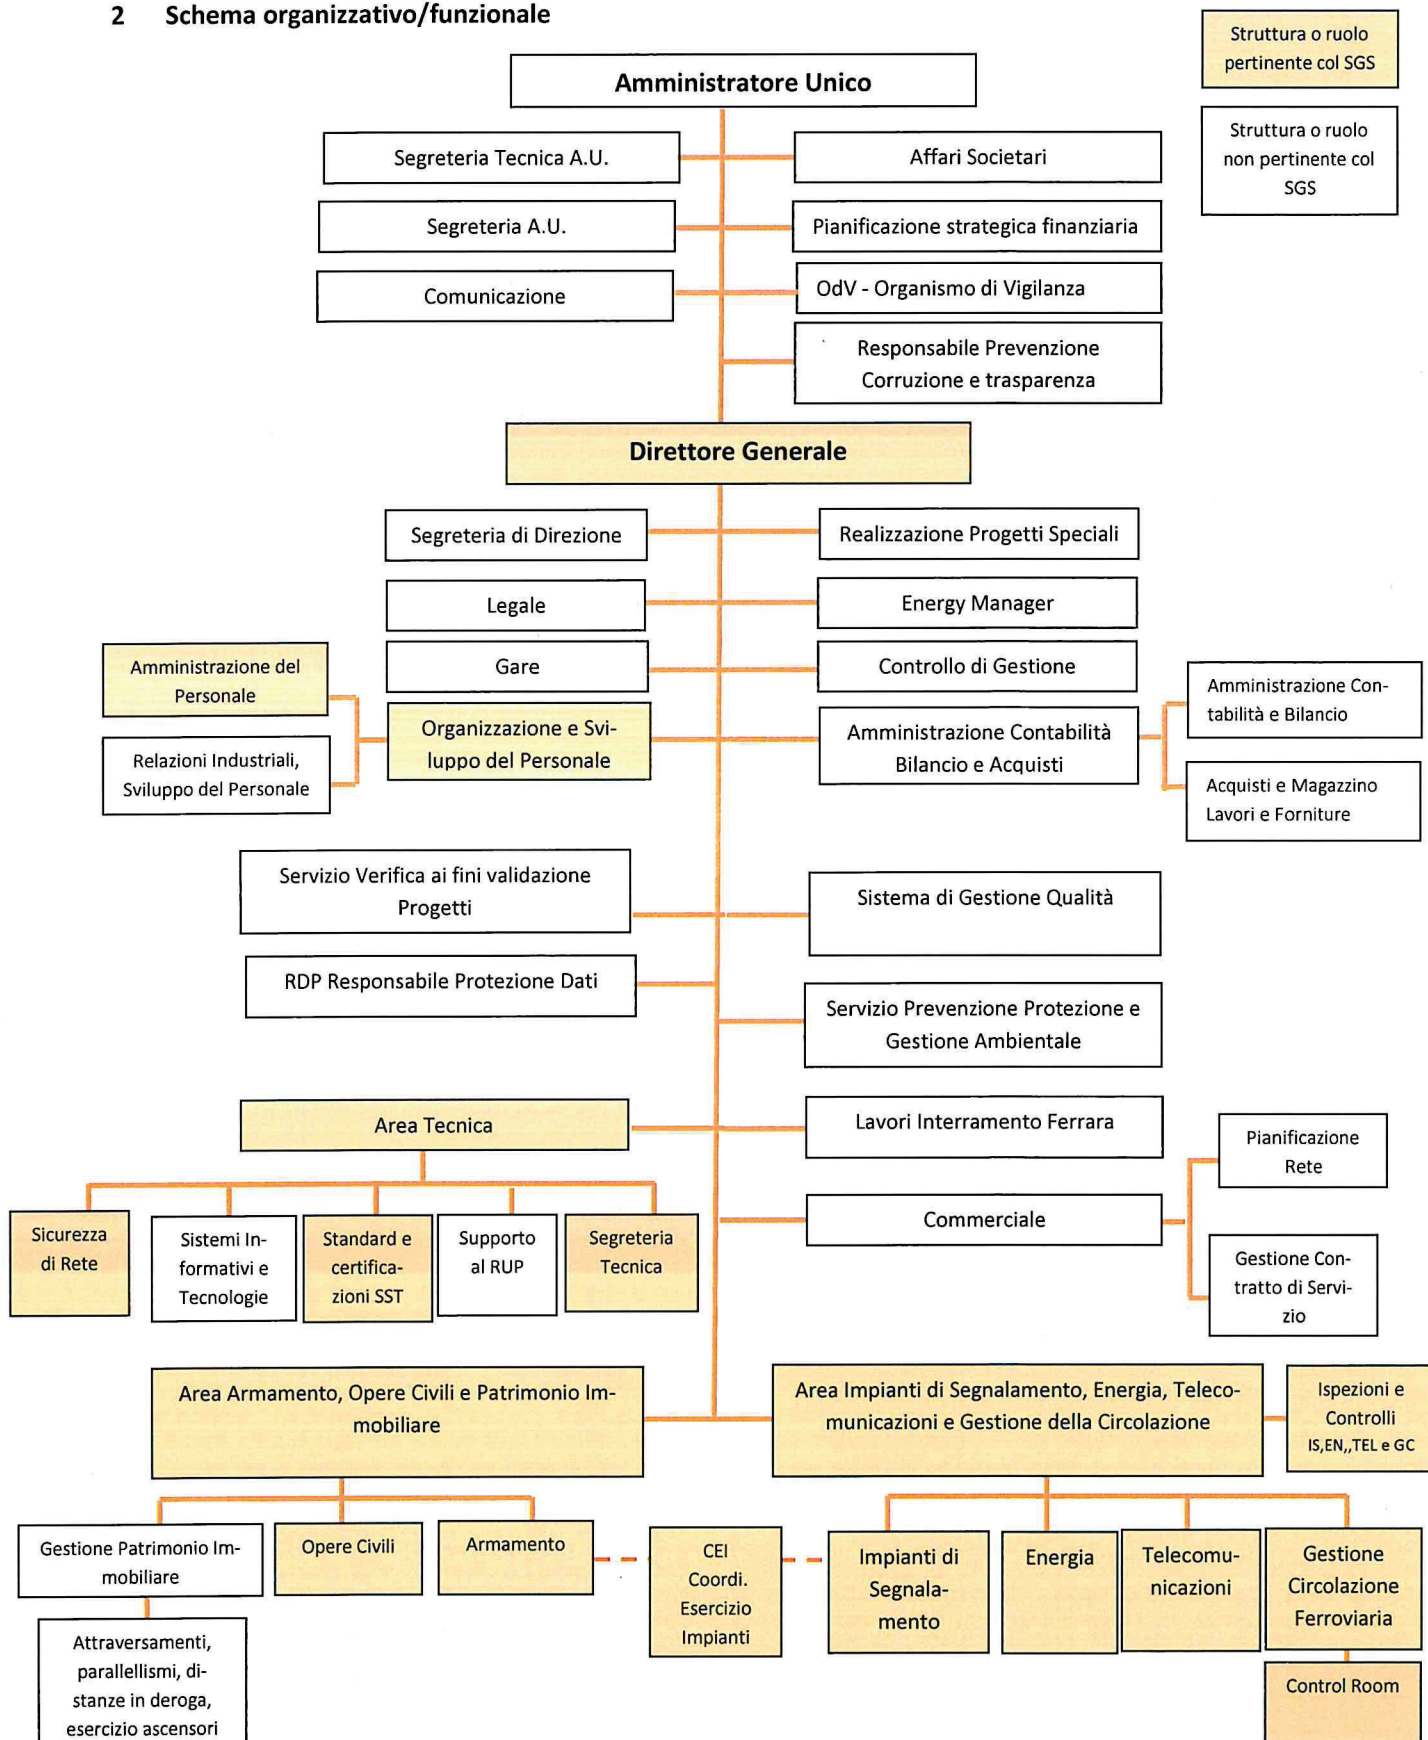 2 Schema organizzativo/funzionale
Struttura o ruolo
pertinente col SGS
Struttura o ruolo
non pertinente col
SGS
Amministratore Unico
Segreteria Tecnica A.U.
Affari Societari
Segreteria A.U.
Pianificazione strategica finanziaria
Comunicazione
OdV - Organismo di Vigilanza
Responsabile Prevenzione
Corruzione e trasparenza
Direttore Generale
Segreteria di Direzione
Realizzazione Progetti Speciali
Legale
Energy Manager
Gare
Controllo di Gestione
Amministrazione del
Personale
Relazioni Industriali,
Sviluppo del Personale
Organizzazione e Svi-
luppo del Personale
Amministrazione Contabilità
Bilancio e Acquisti
Amministrazione Con-
tabilità e Bilancio
Acquisti e Magazzino
Lavori e Forniture
Servizio Verifica ai fini validazione
Progetti
Sistema di Gestione Qualità
RDP Responsabile Protezione Dati
Servizio Prevenzione Protezione e
Gestione Ambientale
Area Tecnica
Lavori Interramento Ferrara
Sicurezza
di Rete
Sistemi In-
formativi e
Tecnologie
Standard e
certifica-
zioni SST
Supporto
al RUP
Segreteria
Tecnica
Commerciale
Pianificazione
Rete
Gestione Con-
tratto di Servi-
zio
Area Armamento, Opere Civili e Patrimonio Im-
mobiliare
Area Impianti di Segnalamento, Energia, Teleco-
municazioni e Gestione della Circolazione
Ispezioni e
Controlli
IS,EN,,TEL e GC
Gestione Patrimonio Im-
mobiliare
Opere Civili
Armamento
CEI
Coordi.
Esercizio
Impianti
Impianti di
Segnala-
mento
Energia
Telecomu-
nicazioni
Gestione
Circolazione
Ferroviaria
Attraversamenti,
parallellismi, di-
stanze in deroga,
esercizio ascensori
Control Room